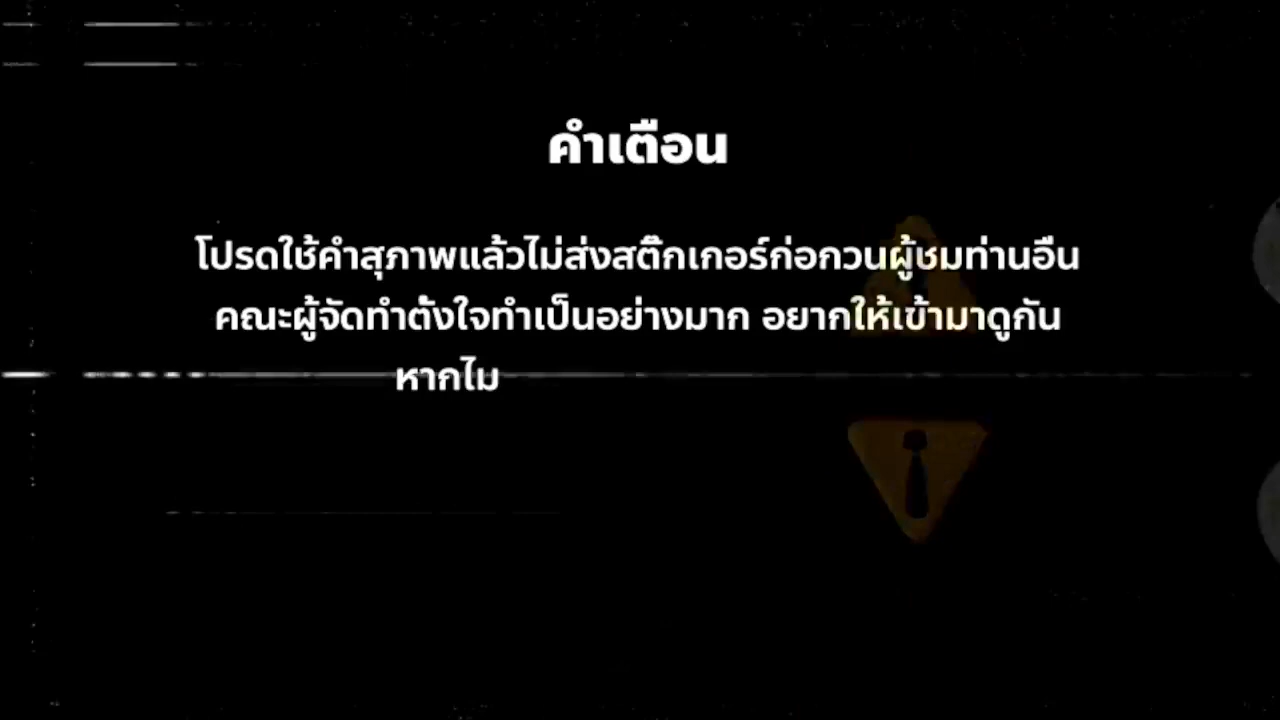 คำเตือน
โปรดใช้คำสุภาพแล้วไม่ส่งสติ๊กเกอร์ก่อกวนผู้ชมท่านอื่น
คณะผู้จัดทำตั้งใจทำเป็นอย่างมาก อยากให้เข้ามาดูกัน
หากไม